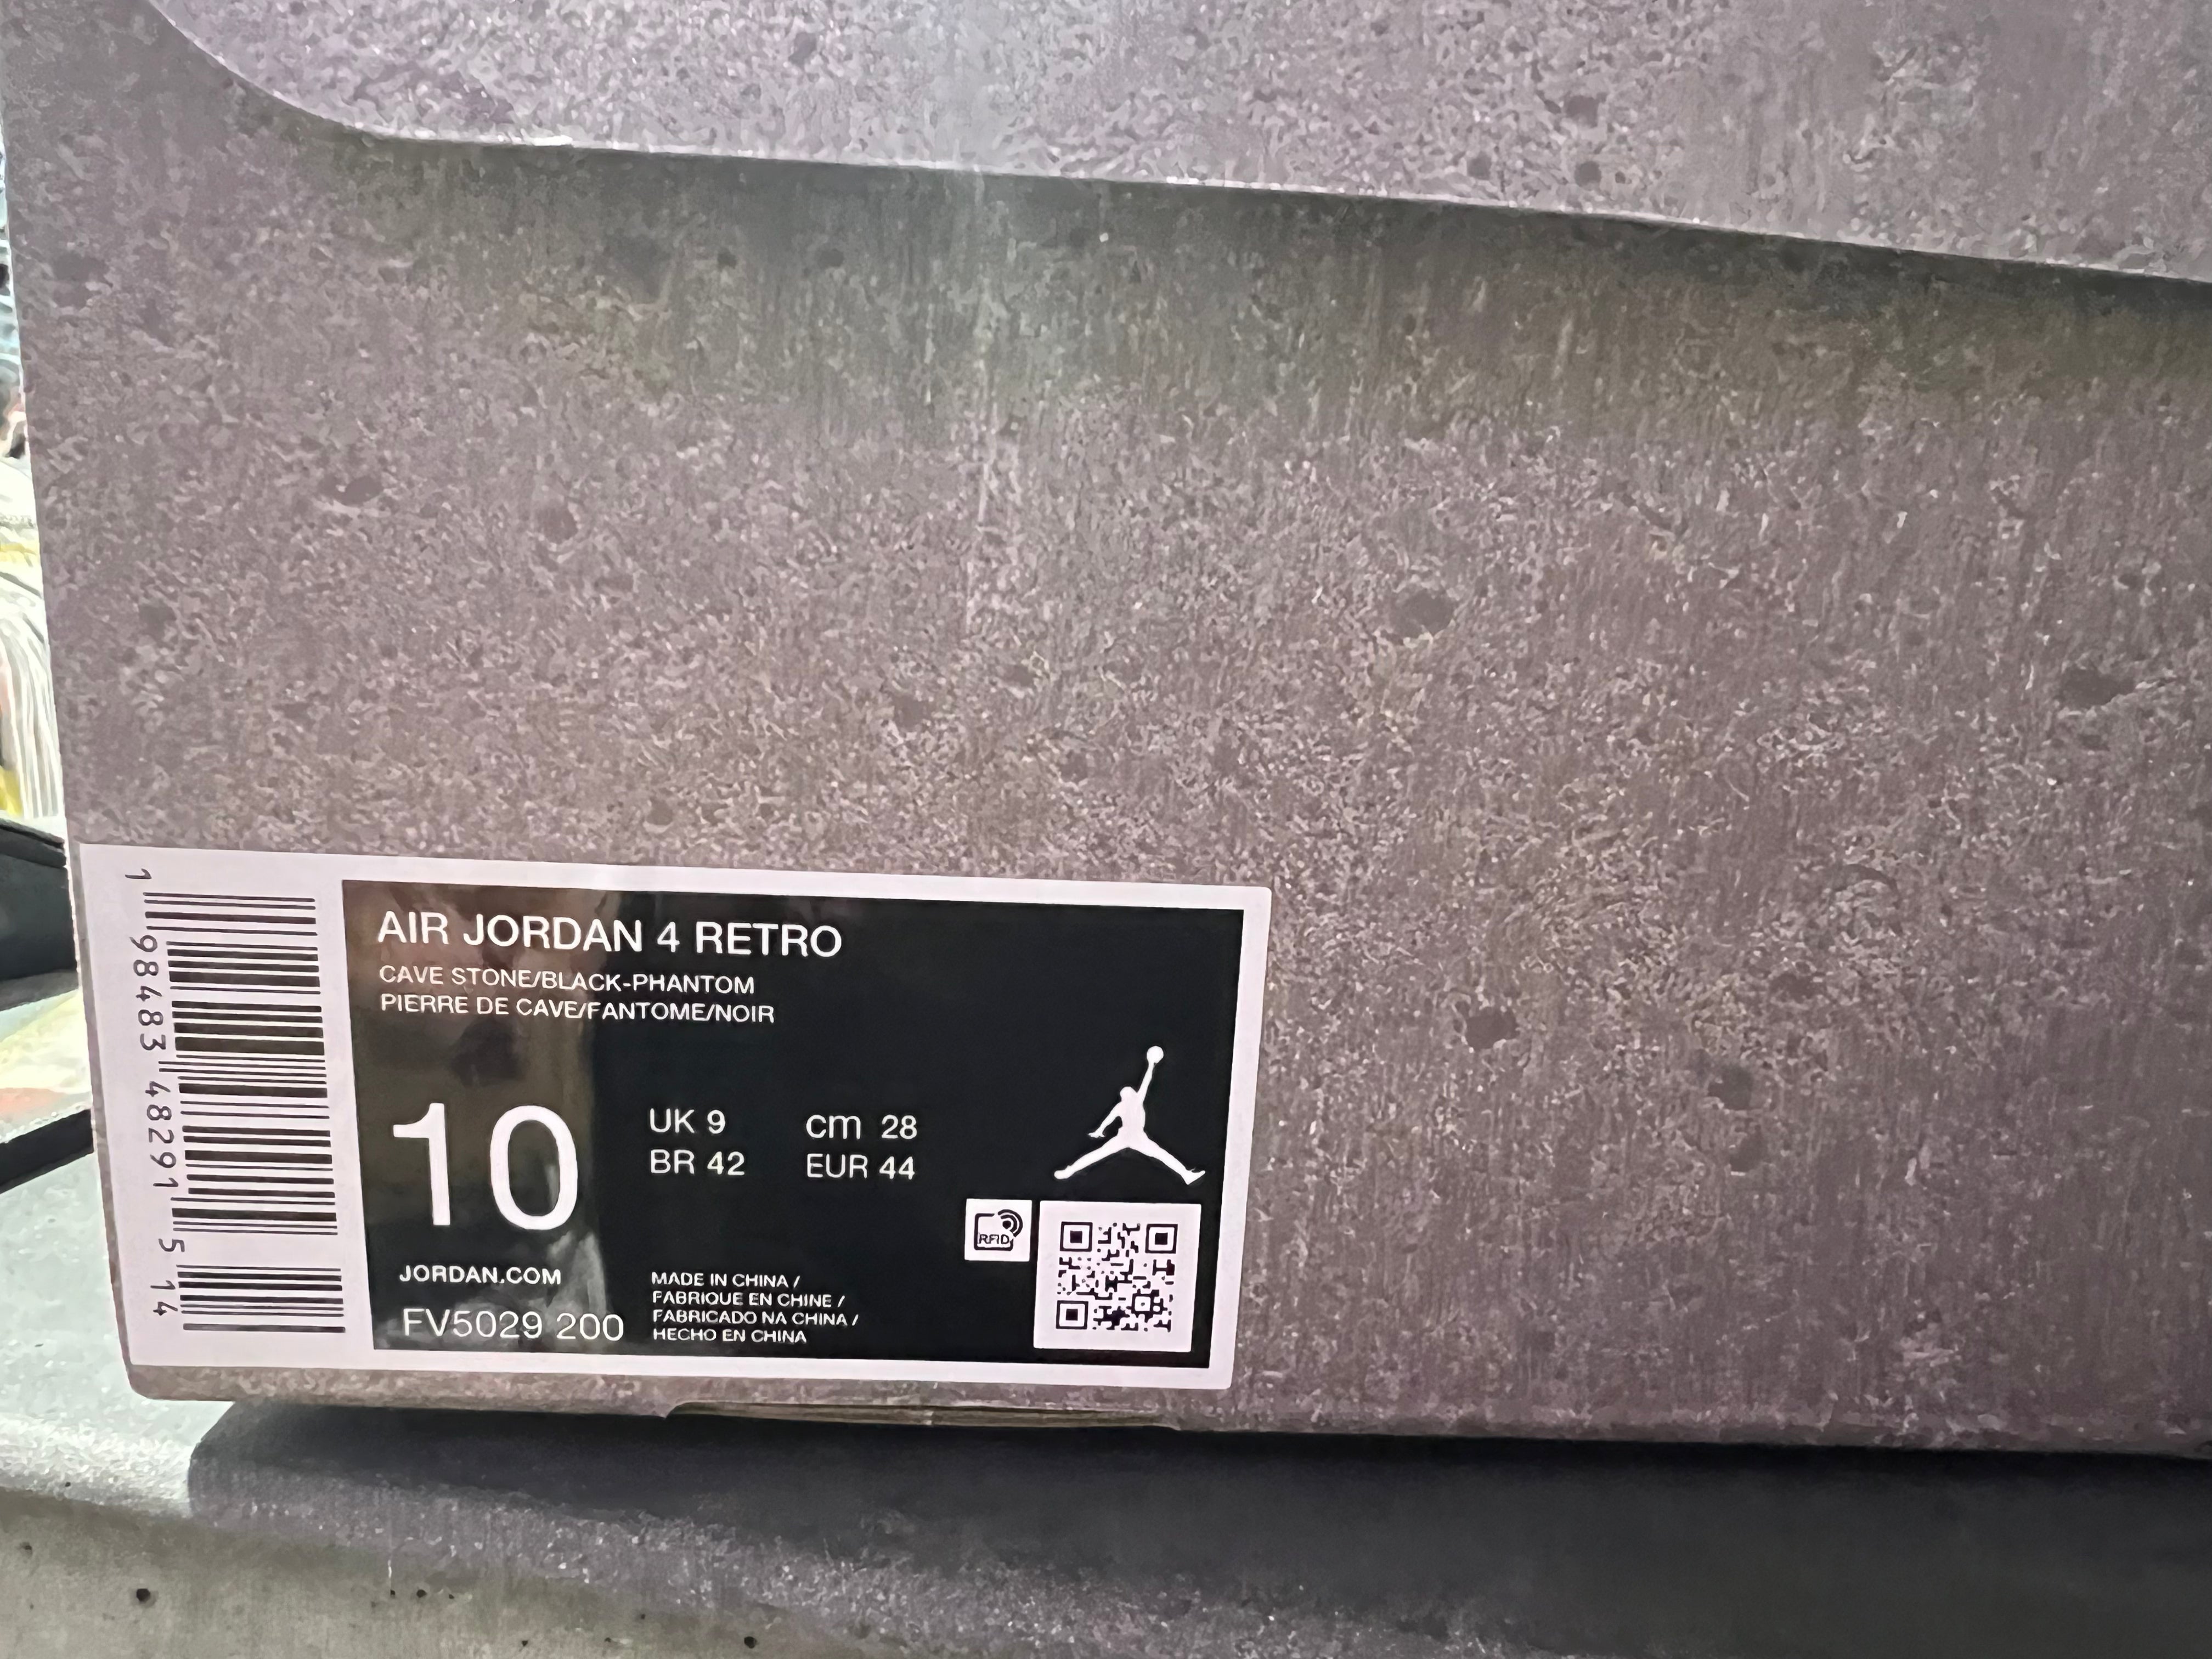 1 98483 48291 5 14
AIR JORDAN 4 RETRO
CAVE STONE/BLACK-PHANTOM
PIERRE DE CAVE/FANTOME/NOIR
10
UK 9 cm 28
BR 42 EUR 44
RFID
JORDAN.COM
FV5029 200
MADE IN CHINA /
FABRIQUE EN CHINE /
FABRICADO NA CHINA /
HECHO EN CHINA